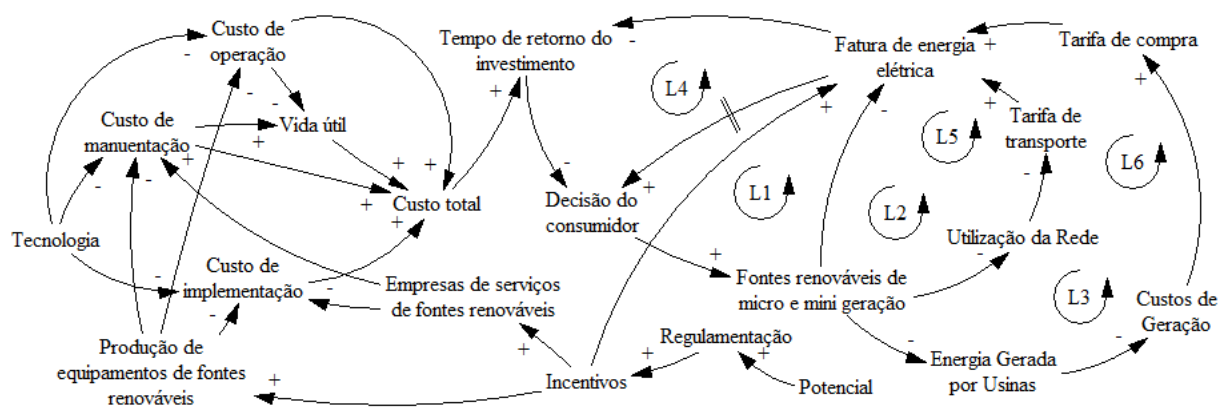 Custo de
operação
Tempo de retorno do
investimento
Fatura de energia
elétrica
Tarifa de compra
Custo de
manuentação
Vida útil
Tarifa de
transporte
L4
L5
L6
L1
L2
L3
Custo total
Decisão do
consumidor
Tecnologia
Utilização da Rede
Custo de
implementação
Empresas de serviços
de fontes renováveis
Fontes renováveis de
micro e mini geração
Custos de
Geração
Produção de
equipamentos de fontes
renováveis
Regulamentação
Incentivos
Potencial
Energia Gerada
por Usinas